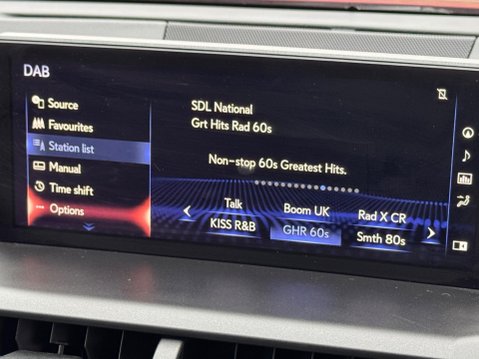 DAB
Source
Favourites
Station list
Manual
Time shift
Options
SDL National
Grt Hits Rad 60s
Non-stop 60s Greatest Hits.
Talk Boom UK Rad X CR
KISS R&B GHR 60s Smth 80s